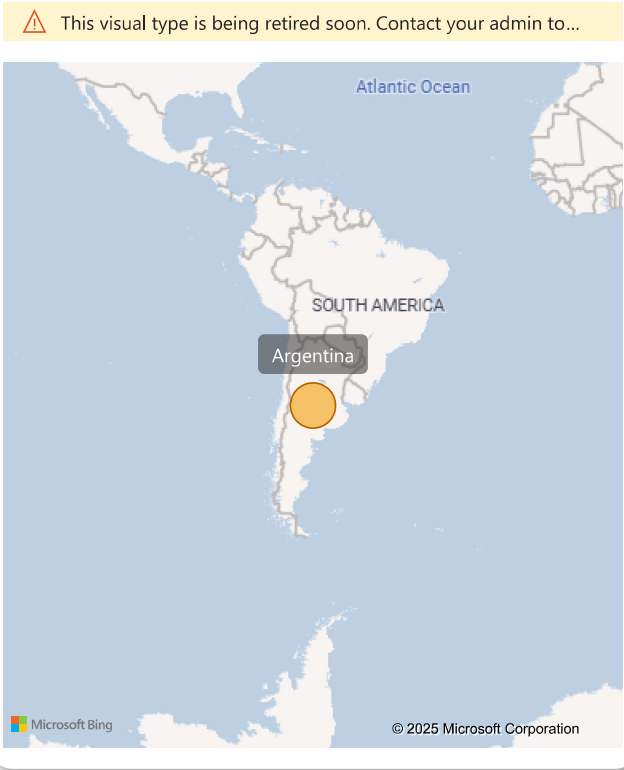 This visual type is being retired soon. Contact your admin to...
Atlantic Ocean
SOUTH AMERICA
Argentina
Microsoft Bing
© 2025 Microsoft Corporation